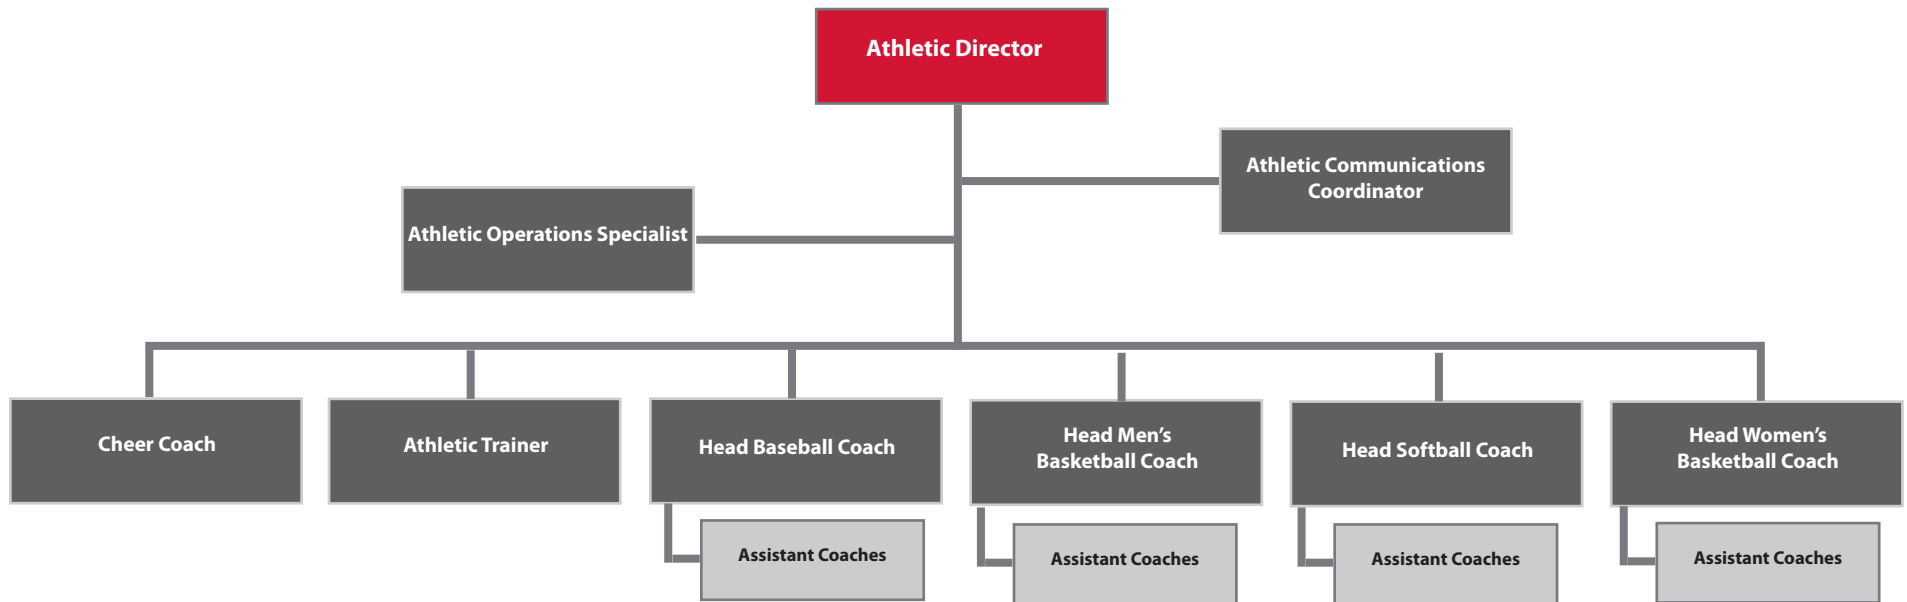 Athletic Director
Athletic Communications
Coordinator
Athletic Operations Specialist
Cheer Coach
Athletic Trainer
Head Baseball Coach
Head Men’s
Basketball Coach
Head Softball Coach
Head Women’s
Basketball Coach
Assistant Coaches
Assistant Coaches
Assistant Coaches
Assistant Coaches